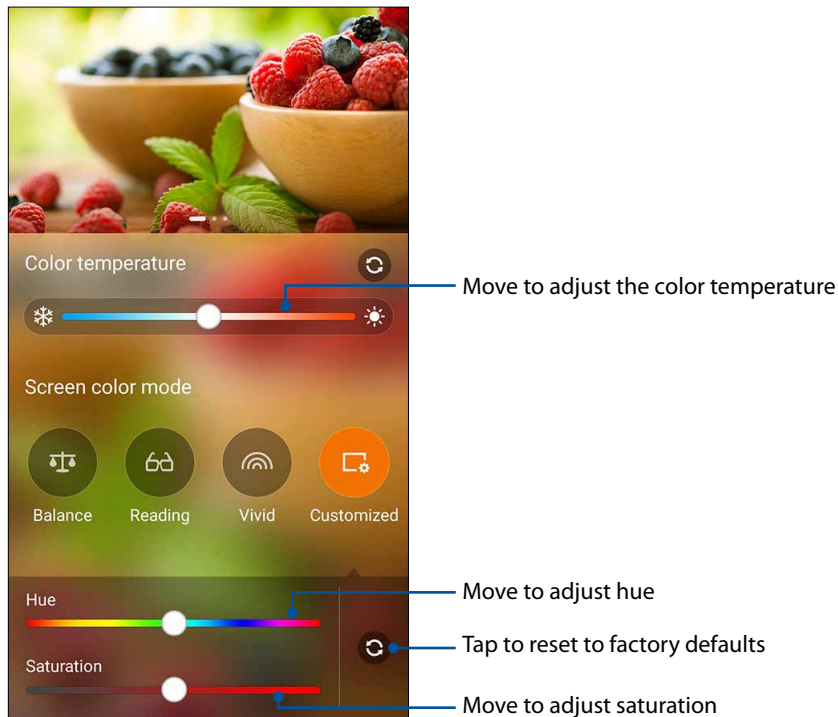 Color temperature
Move to adjust the color temperature
Screen color mode
Balance Reading Vivid Customized
Hue
Move to adjust hue
Tap to reset to factory defaults
Saturation
Move to adjust saturation